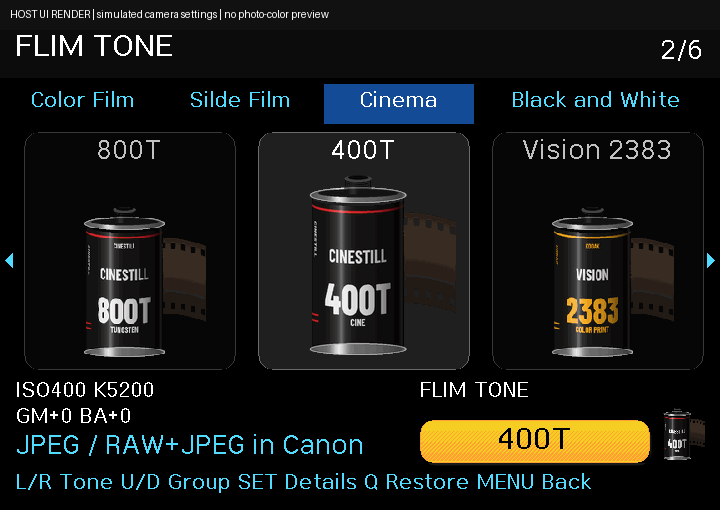 HOST UI RENDER | simulated camera settings | no photo-color preview
FLIM TONE
2/6
Color Film
Silde Film
Cinema
Black and White
800T
400T
Vision 2383
CINESTILL
CINESTILL
800T
TUNGSTEN
CINESTILL
CINESTILL
400T
CINE
KODAK
VISION
2383
COLOR PRINT
ISO400 K5200
GM+0 BA+0
JPEG / RAW+JPEG in Canon
FLIM TONE
400T
400T
L/R Tone U/D Group SET Details Q Restore MENU Back